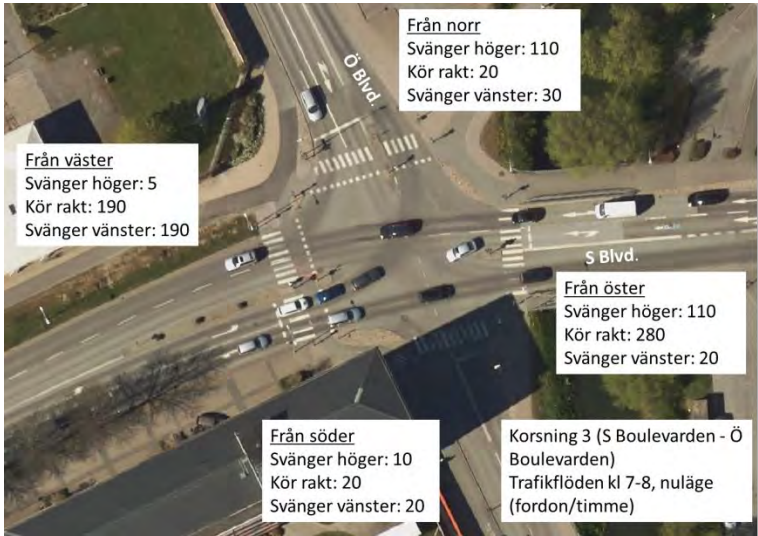 Från norr
Svänger höger: 110
Kör rakt: 20
Svänger vänster: 30
Ö Blvd.
Från väster
Svänger höger: 5
Kör rakt: 190
Svänger vänster: 190
S Blvd.
Från öster
Svänger höger: 110
Kör rakt: 280
Svänger vänster: 20
Från söder
Svänger höger: 10
Kör rakt: 20
Svänger vänster: 20
Korsning 3 (S Boulevarden - Ö
Boulevarden)
Trafikflöden kl 7-8, nuläge
(fordon/timme)